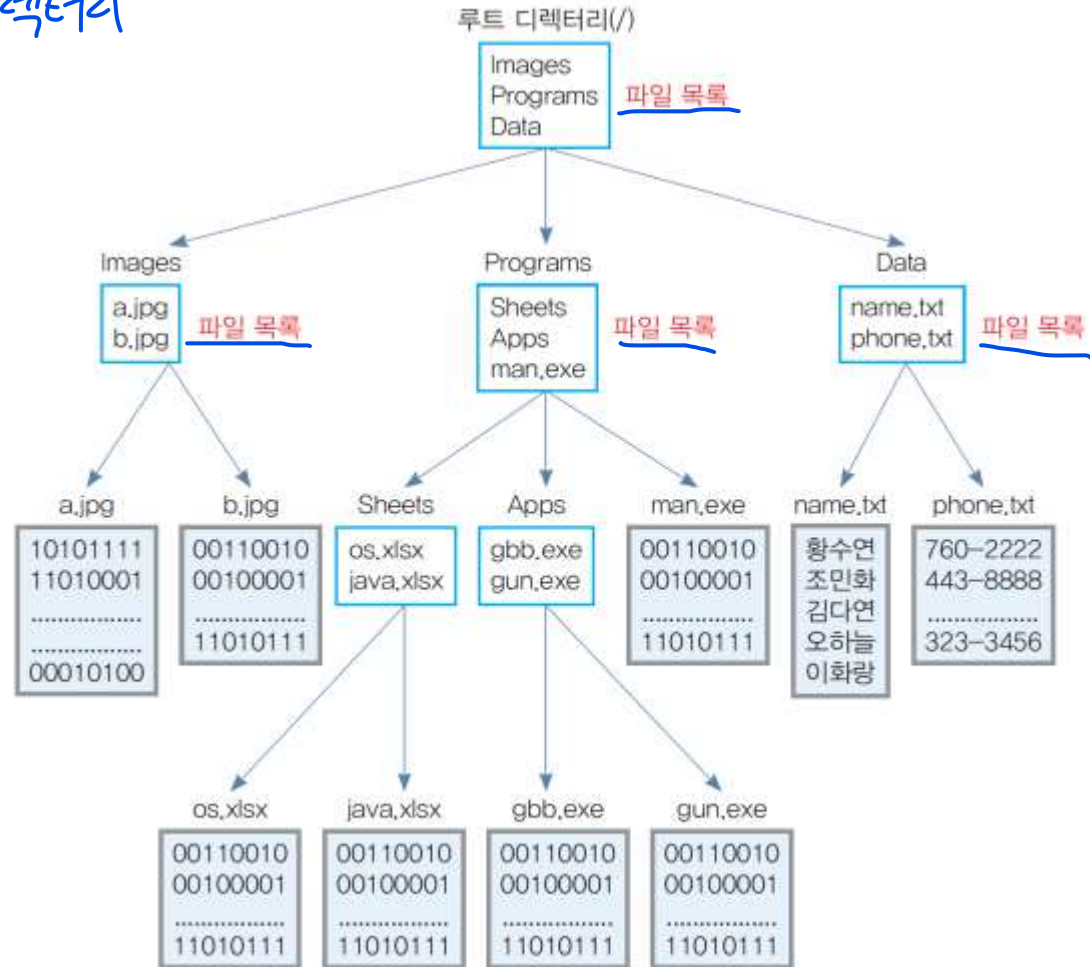 루트 디렉터리(/)
Images
Programs
Data
파일 목록
Images
Programs
Data
a.jpg
b.jpg
파일 목록
Sheets
Apps
man.exe
파일 목록
name.txt
phone.txt
파일 목록
a.jpg
b.jpg
Sheets
Apps
man.exe
name.txt
phone.txt
10101111
11010001
.................
.................
00010100
00110010
00100001
.................
11010111
os.xlsx
java.xlsx
gbb.exe
gun.exe
00110010
00100001
.................
11010111
황수연
조민화
김다연
오하늘
이화랑
760-2222
443-8888
.................
323-3456
os.xlsx
java.xlsx
gbb.exe
gun.exe
00110010
00100001
.................
11010111
00110010
00100001
.................
11010111
00110010
00100001
.................
11010111
00110010
00100001
.................
11010111